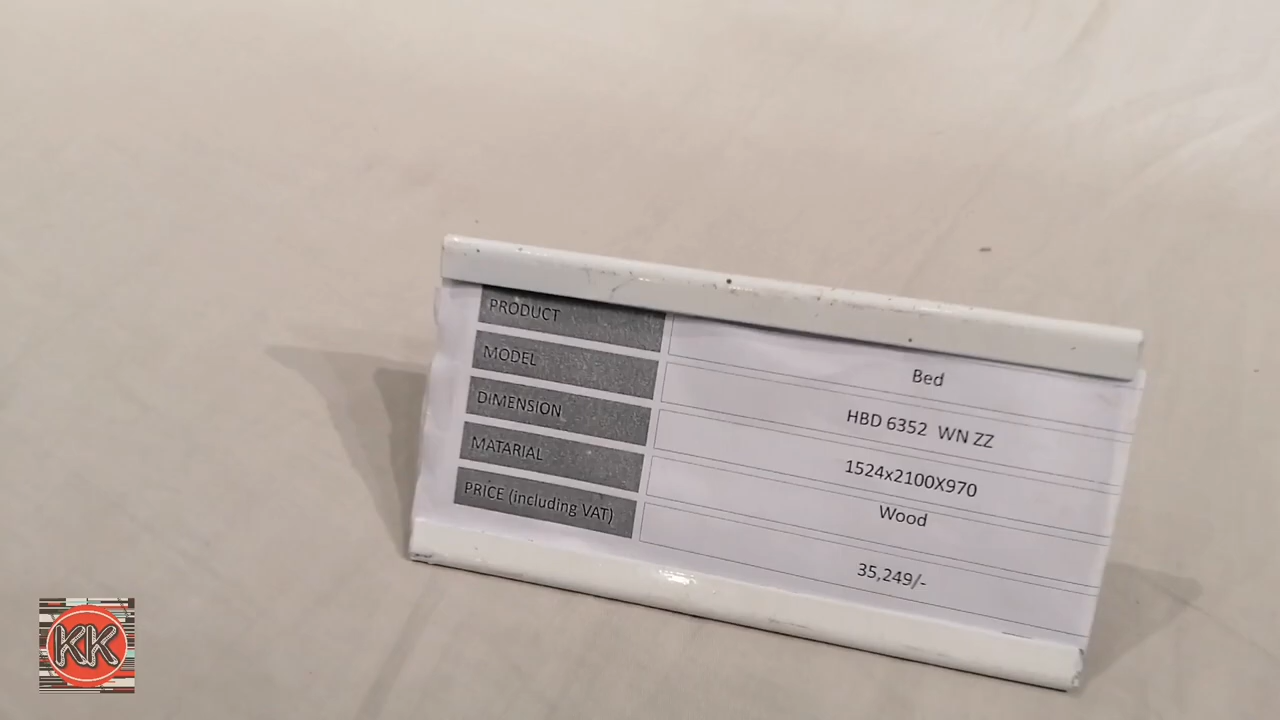 PRODUCT Bed
MODEL HBD 6352 WN ZZ
DIMENSION 1524x2100X970
MATARIAL Wood
PRICE (including VAT) 35,249/-
KK